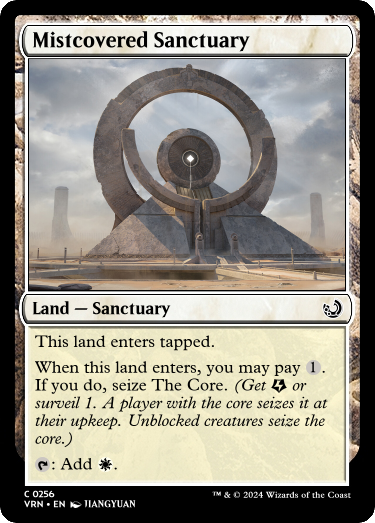 Mistcovered Sanctuary
Land — Sanctuary
This land enters tapped.
When this land enters, you may pay 1.
If you do, seize The Core. (Get or
surveil 1. A player with the core seizes it at
their upkeep. Unblocked creatures seize the
core.)
: Add .
C 0256
VRN • EN JIANGYUAN
™ & © 2024 Wizards of the Coast